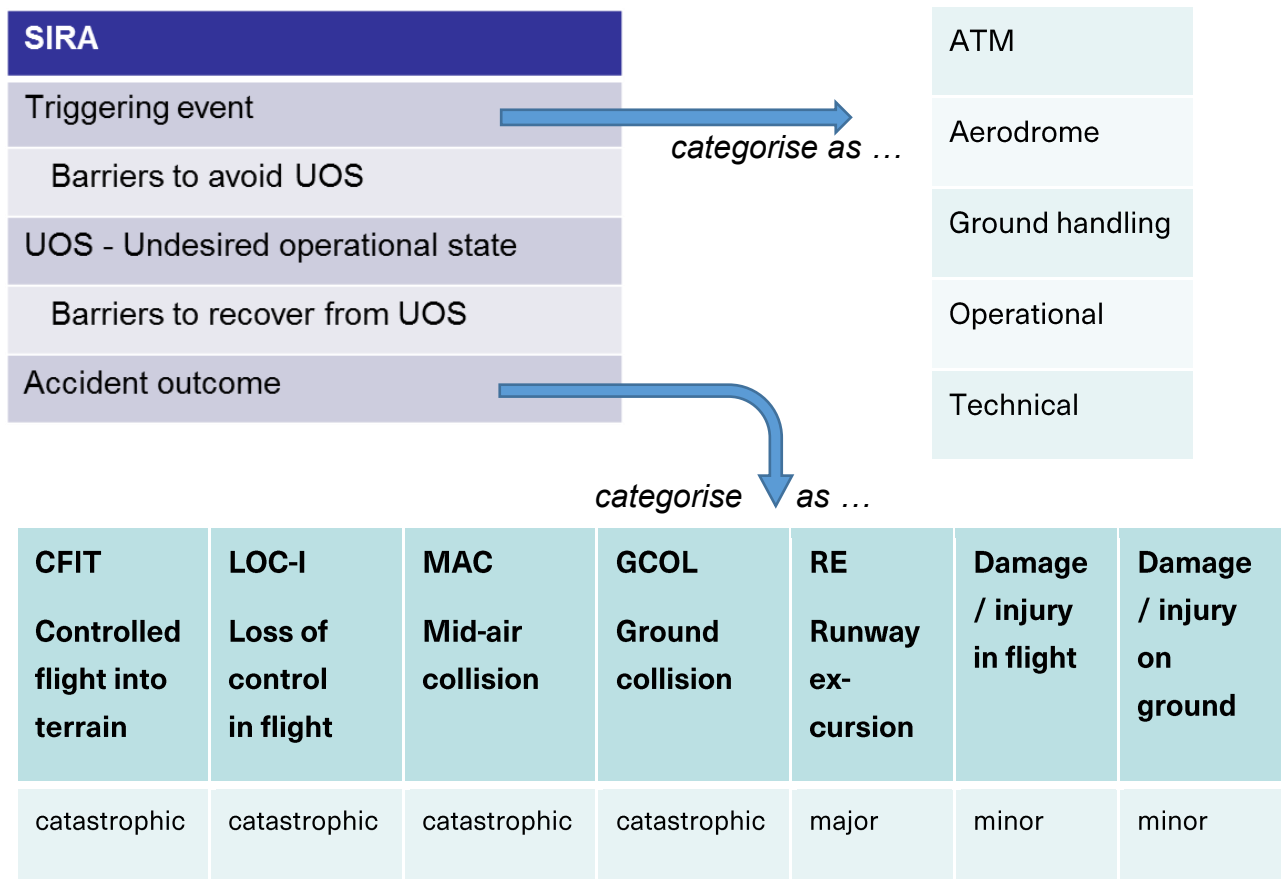 SIRA
Triggering event
Barriers to avoid UOS
UOS - Undesired operational state
Barriers to recover from UOS
Accident outcome
categorise as …
ATM
Aerodrome
Ground handling
Operational
Technical
categorise as …
CFIT
Controlled
flight into
terrain
LOC-I
Loss of
control
in flight
MAC
Mid-air
collision
GCOL
Ground
collision
RE
Runway
ex-
cursion
Damage
/ injury
in flight
Damage
/ injury
on
ground
catastrophic
catastrophic
catastrophic
catastrophic
major
minor
minor